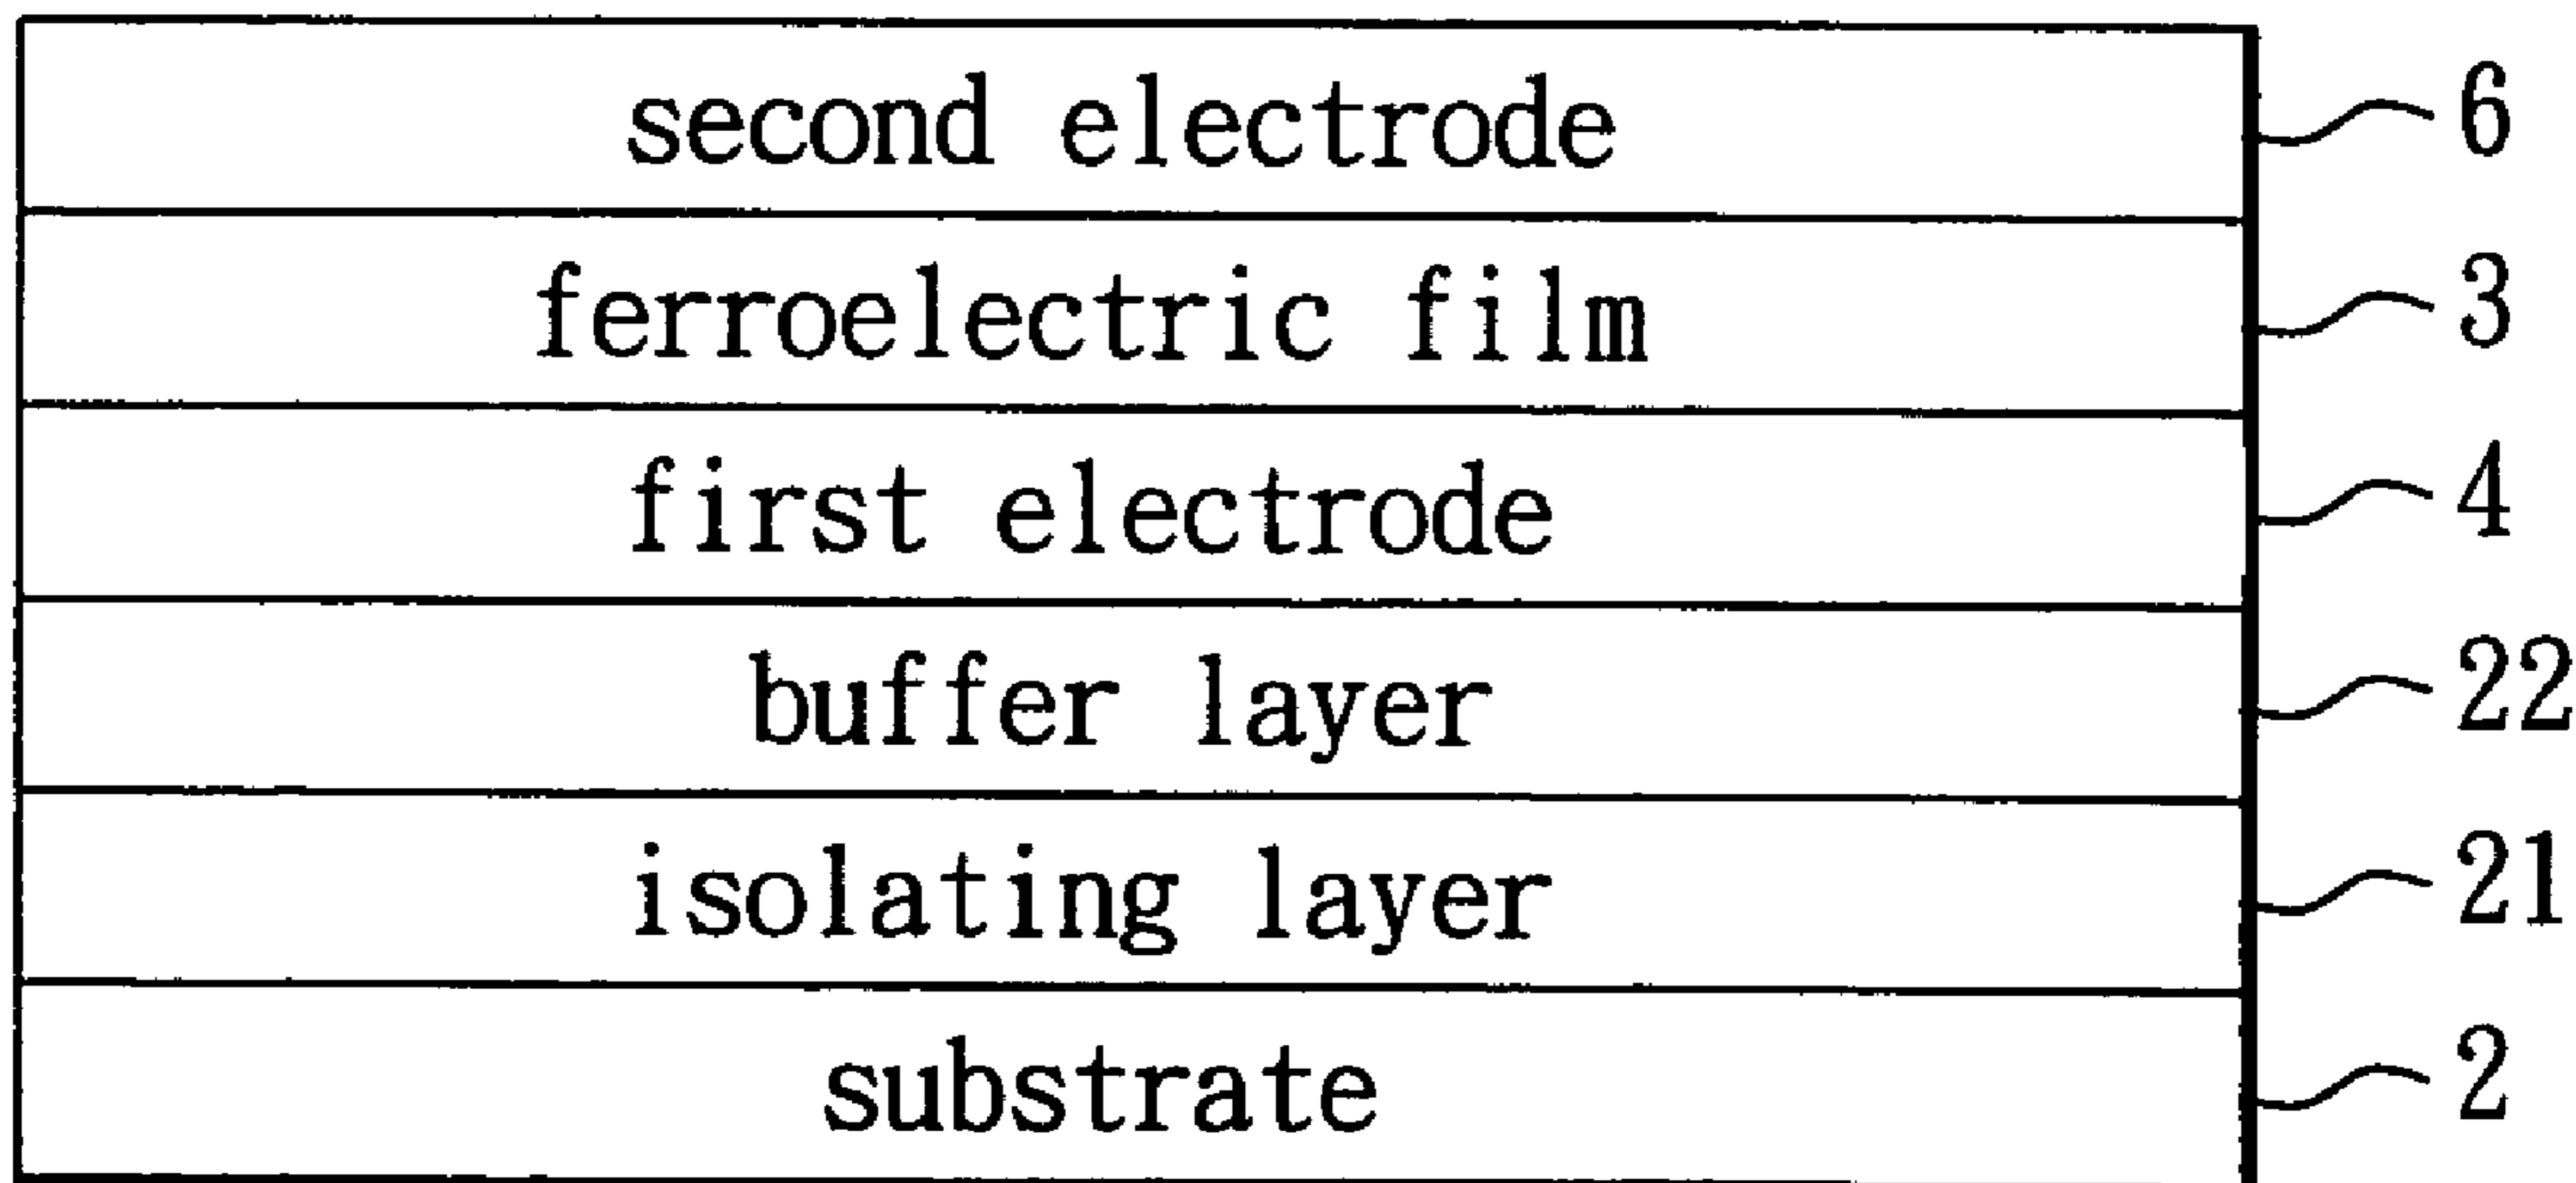 second electrode 6
ferroelectric film 3
first electrode 4
buffer layer 22
isolating layer 21
substrate 2